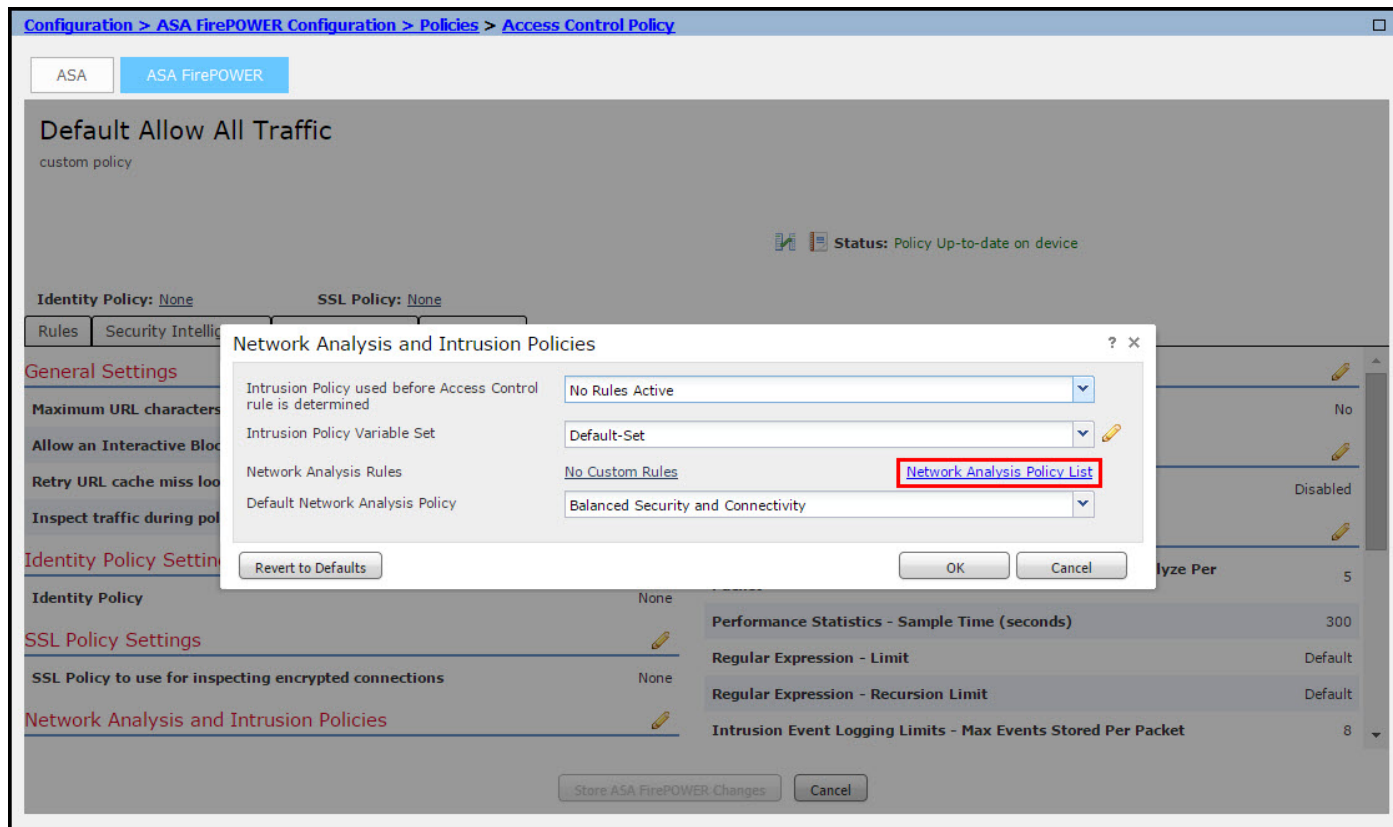 Configuration > ASA FirePOWER Configuration > Policies > Access Control Policy
ASA
ASA FirePOWER
Default Allow All Traffic
custom policy
Status: Policy Up-to-date on device
Identity Policy: None
SSL Policy: None
Rules
Security
Network Analysis and Intrusion Policies
? ×
Intrusion Policy used before Access Control
rule is determined
No Rules Active
Intrusion Policy Variable Set
Default-Set
Network Analysis Rules
No Custom Rules
Network Analysis Policy List
Default Network Analysis Policy
Balanced Security and Connectivity
Revert to Defaults
OK
Cancel
General Settings
Maximum URL characters
Allow an Interactive
Retry URL cache miss
Inspect traffic during
Identity Policy
Identity Policy
None
SSL Policy Settings
SSL Policy to use for inspecting encrypted connections
None
Network Analysis and Intrusion Policies
No
Disabled
Per
5
Performance Statistics - Sample Time (seconds)
300
Regular Expression - Limit
Default
Regular Expression - Recursion Limit
Default
Intrusion Event Logging Limits - Max Events Stored Per Packet
8
Store ASA FirePOWER Changes
Cancel